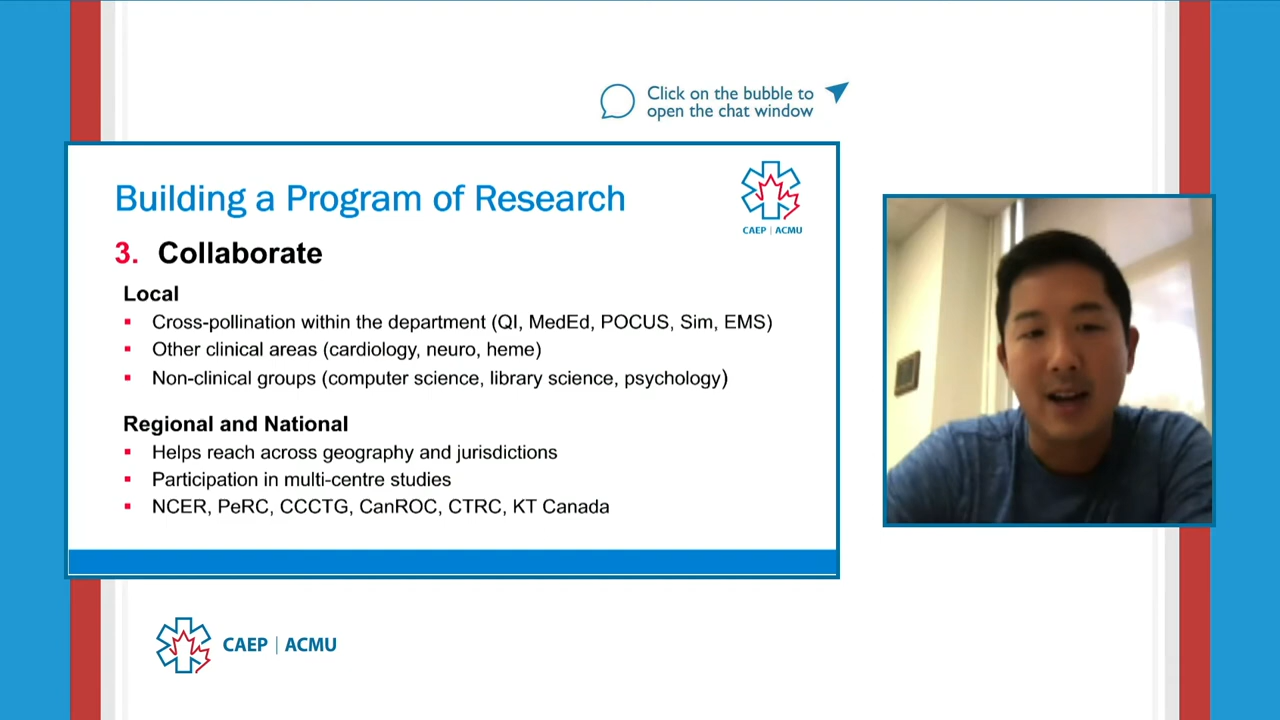 Click on the bubble to
open the chat window
Building a Program of Research
CAEP | ACMU
3. Collaborate
Local
▪ Cross-pollination within the department (QI, MedEd, POCUS, Sim, EMS)
▪ Other clinical areas (cardiology, neuro, heme)
▪ Non-clinical groups (computer science, library science, psychology)
Regional and National
▪ Helps reach across geography and jurisdictions
▪ Participation in multi-centre studies
▪ NCER, PeRC, CCCTG, CanROC, CTRC, KT Canada
CAEP | ACMU